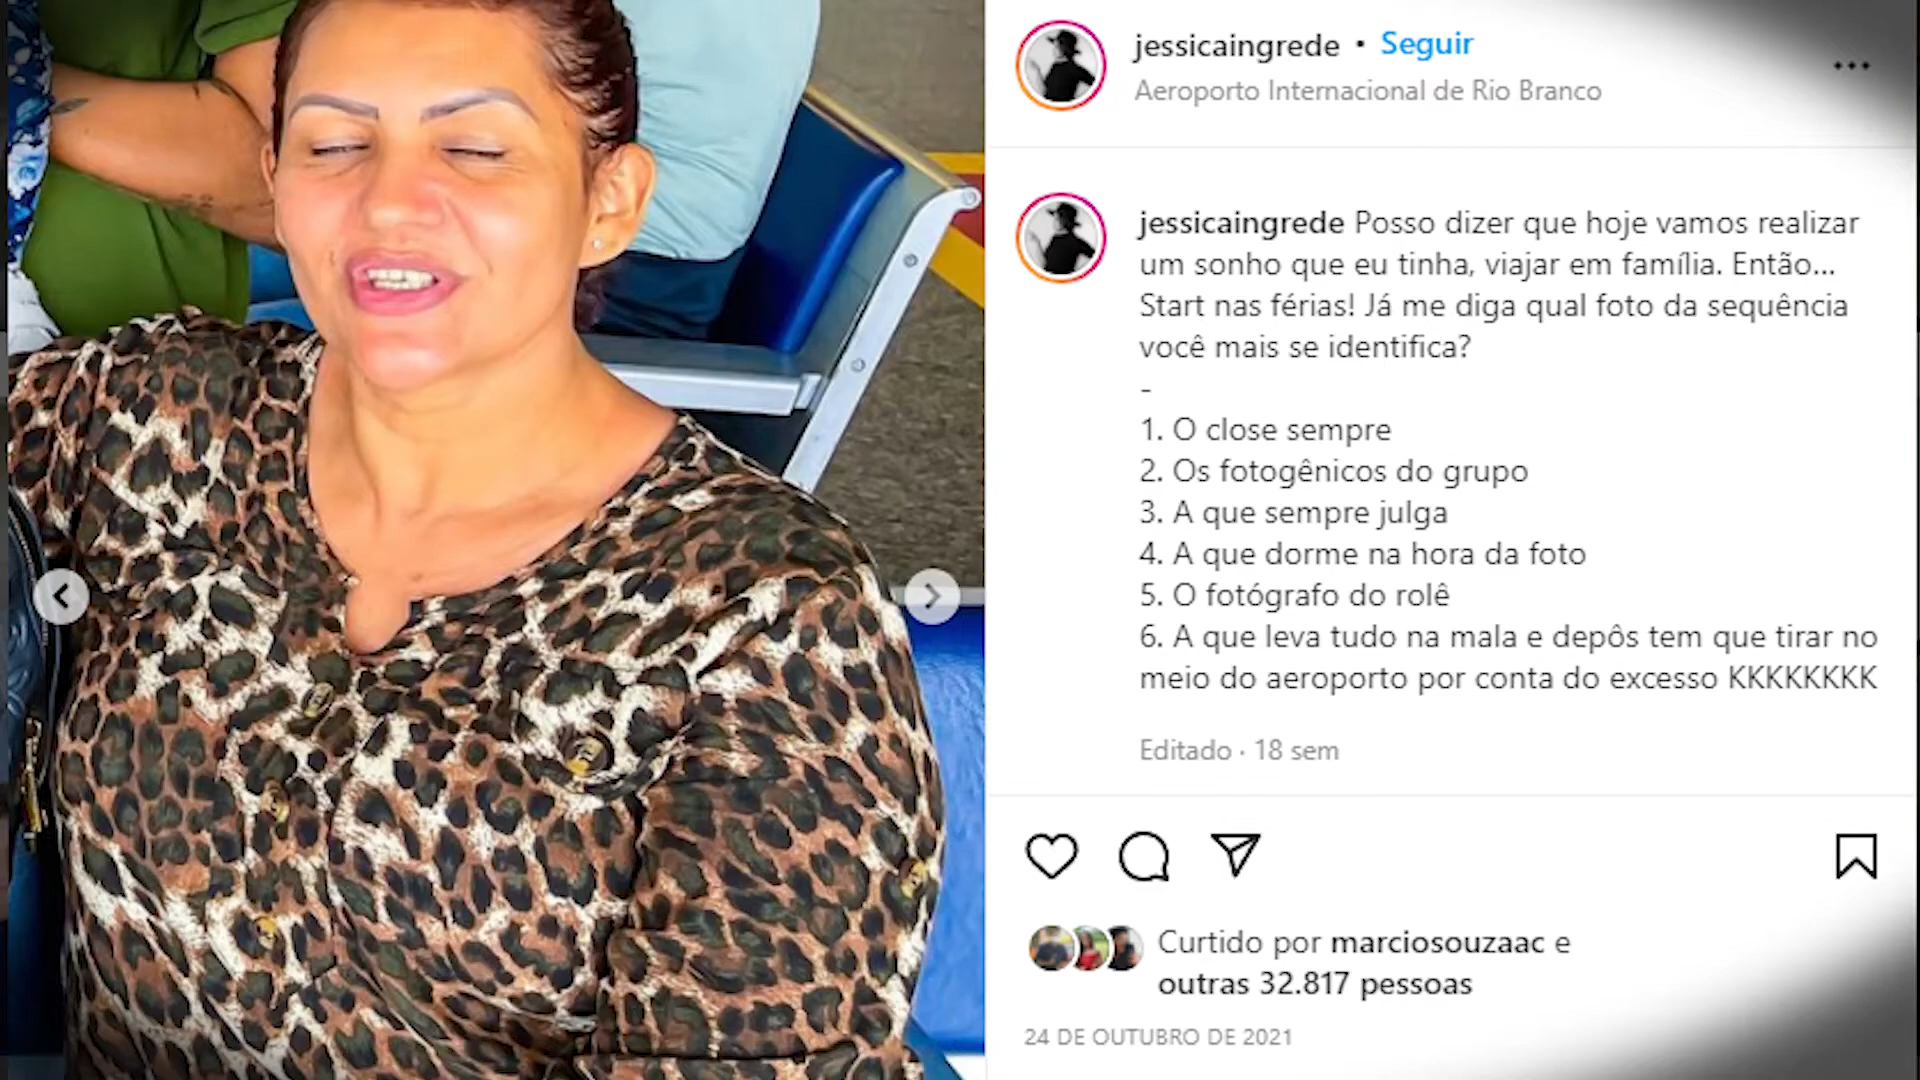 jessicaingrede • Seguir
Aeroporto Internacional de Rio Branco
jessicaingrede Posso dizer que hoje vamos realizar
um sonho que eu tinha, viajar em família. Então...
Start nas férias! Já me diga qual foto da sequência
você mais se identifica?
-
1. O close sempre
2. Os fotogênicos do grupo
3. A que sempre julga
4. A que dorme na hora da foto
5. O fotógrafo do rolê
6. A que leva tudo na mala e depôs tem que tirar no
meio do aeroporto por conta do excesso KKKKKKKK
Editado · 18 sem
Curtido por marciosouzaac e
outras 32.817 pessoas
24 DE OUTUBRO DE 2021